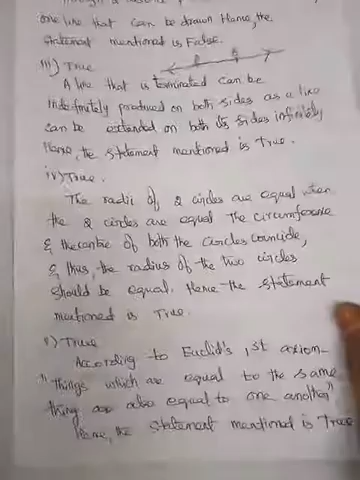 one line that can be drawn Hence, the
statement mentioned is False.
iii) True
A line that is terminated can be
indefinitely produced on both sides as a line
can be extended on both its sides infinitely
Hence, the statement mentioned is True.
iv) True.
The radii of 2 circles are equal when
the 2 circles are equal The circumference
& the centre of both the circles coincide,
& thus, the radius of the two circles
should be equal. Hence the statement
mentioned is True.
v) True
According to Euclid's 1st axiom-
"Things which are equal to the same
thing are also equal to one another"
Hence, the statement mentioned is True